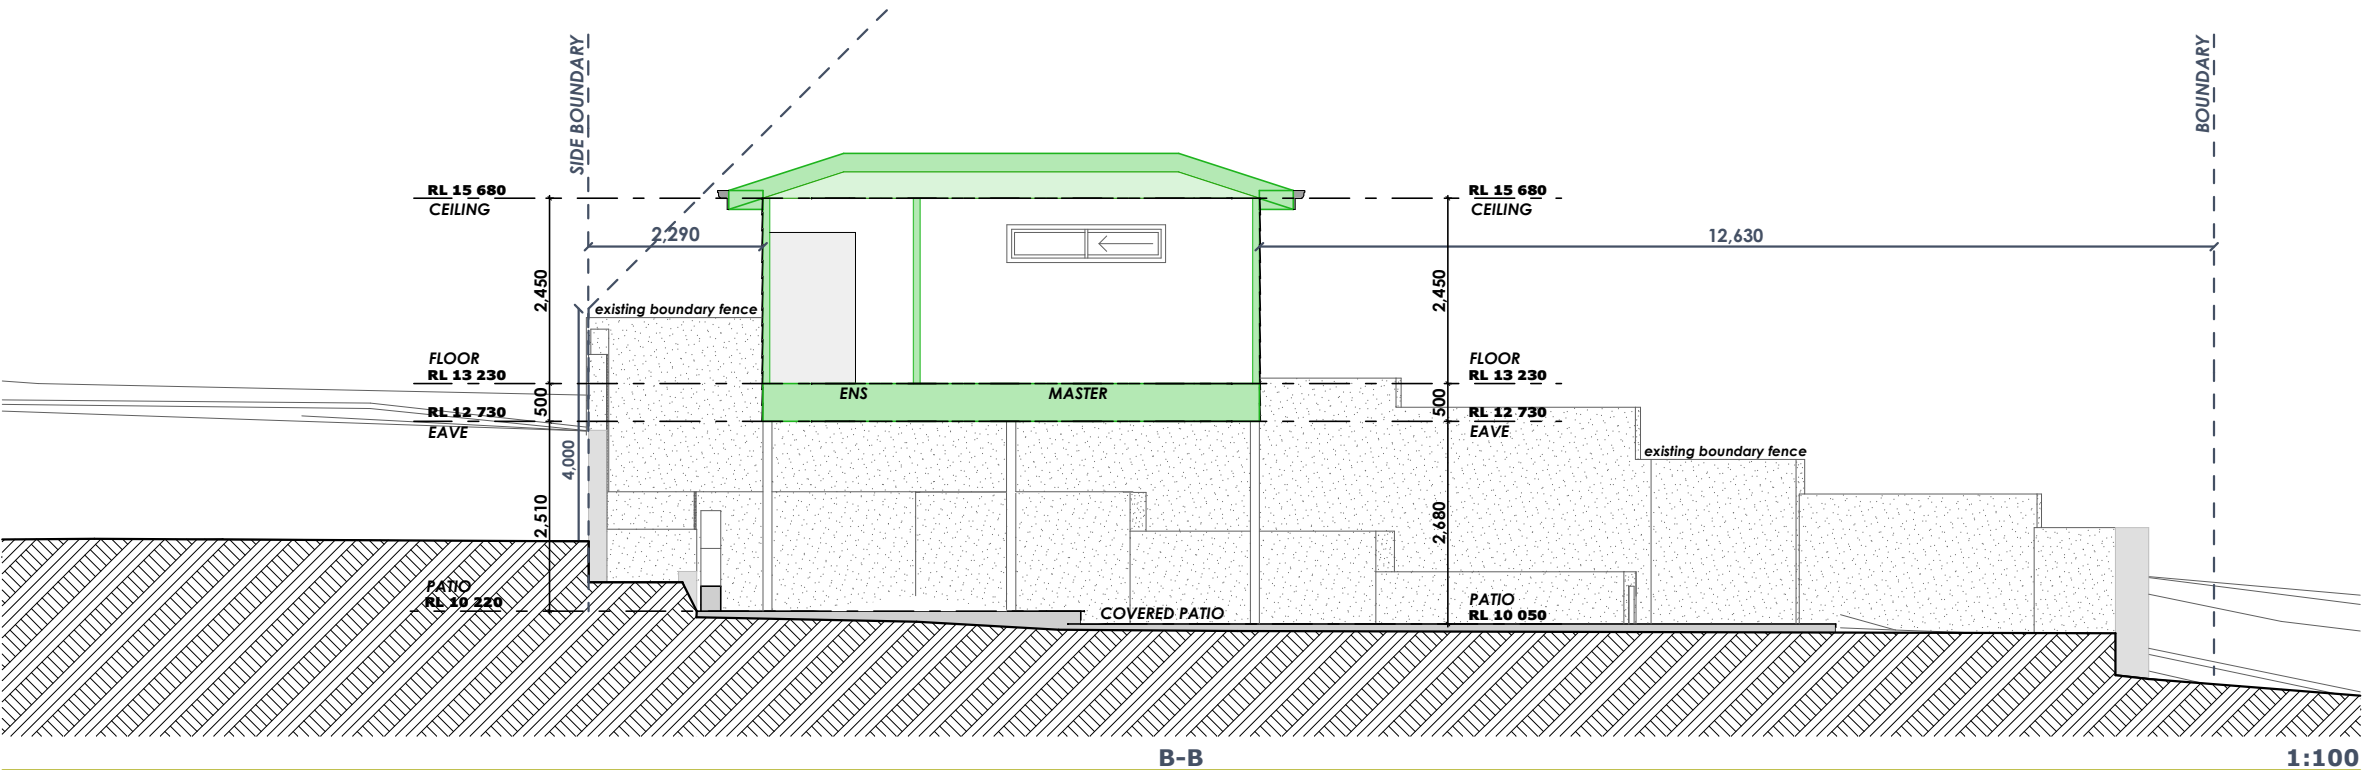 SIDE BOUNDARY
BOUNDARY
RL 15 680
CEILING
RL 15 680
CEILING
2,290
12,630
2,450
2,450
existing boundary fence
FLOOR
RL 13 230
FLOOR
RL 13 230
ENS
MASTER
500
500
RL 12 730
EAVE
RL 12 730
EAVE
4,000
existing boundary fence
2,510
2,680
PATIO
RL 10 220
COVERED PATIO
PATIO
RL 10 050
B-B
1:100